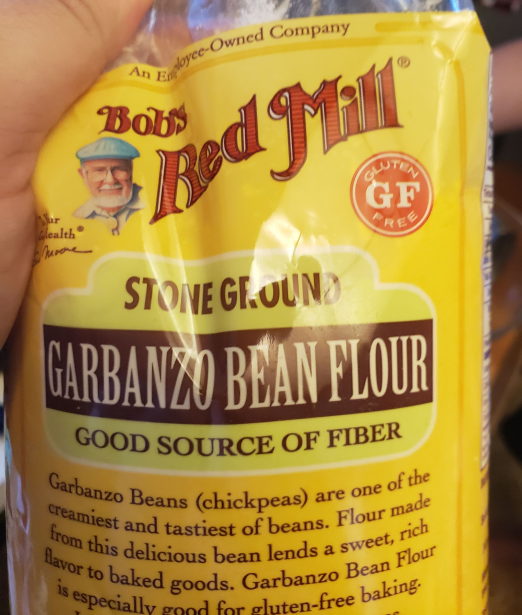 An Employee-Owned Company
Bob's
Red Mill®
GLUTEN
GF
FREE
STONE GROUND
GARBANZO BEAN FLOUR
GOOD SOURCE OF FIBER
Garbanzo Beans (chickpeas) are one of the
creamiest and tastiest of beans. Flour made
from this delicious bean lends a sweet, rich
flavor to baked goods. Garbanzo Bean Flour
is especially good for gluten-free baking.